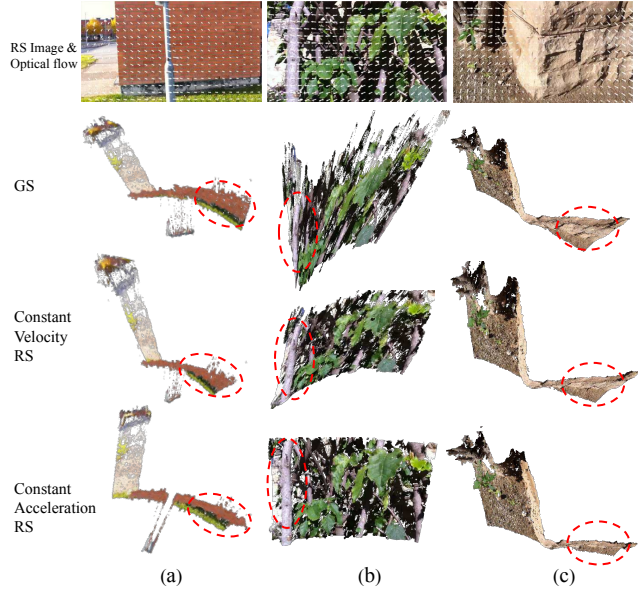 RS Image &
Optical flow
GS
Constant
Velocity
RS
Constant
Acceleration
RS
(a) (b) (c)